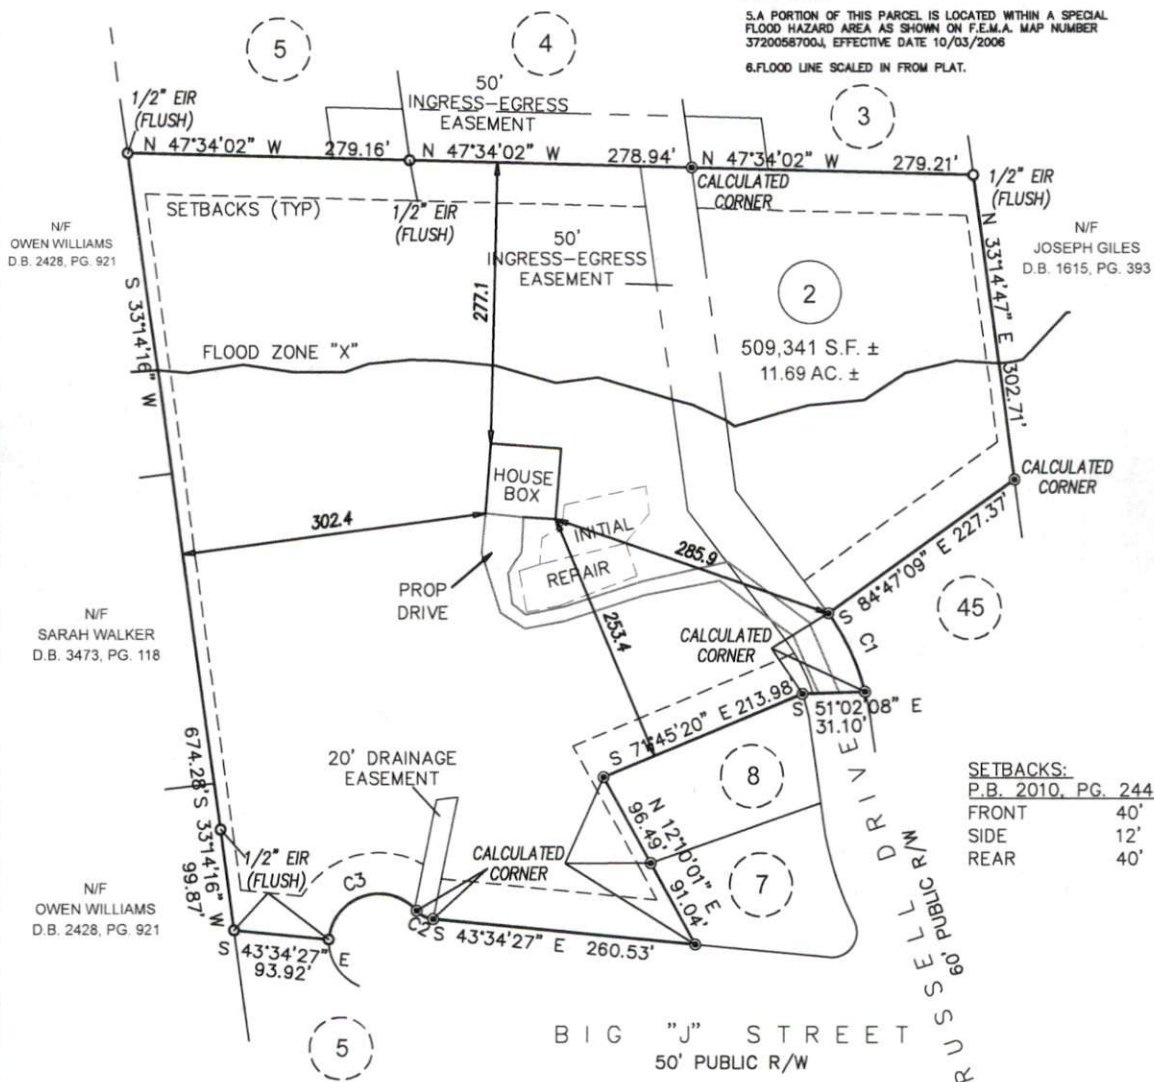 5.A PORTION OF THIS PARCEL IS LOCATED WITHIN A SPECIAL
FLOOD HAZARD AREA AS SHOWN ON F.E.M.A. MAP NUMBER
3720058700J, EFFECTIVE DATE 10/03/2006
6.FLOOD LINE SCALED IN FROM PLAT.
5
4
3
1/2" EIR
(FLUSH)
50'
INGRESS-EGRESS
EASEMENT
N 47°34'02" W 279.16'
N 47°34'02" W 278.94'
N 47°34'02" W 279.21'
CALCULATED
CORNER
1/2" EIR
(FLUSH)
SETBACKS (TYP)
1/2" EIR
(FLUSH)
N/F
OWEN WILLIAMS
D.B. 2428, PG. 921
50'
INGRESS-EGRESS
EASEMENT
N/F
JOSEPH GILES
D.B. 1615, PG. 393
N 33°14'47" E 302.71'
S 33°14'16" W
674.28'
277.1
2
509,341 S.F. ±
11.69 AC. ±
FLOOD ZONE "X"
HOUSE
BOX
CALCULATED
CORNER
302.4
INITIAL
REPAIR
285.9
S 84°47'09" E 227.37'
PROP
DRIVE
253.4
45
N/F
SARAH WALKER
D.B. 3473, PG. 118
CALCULATED
CORNER
C1
S 71°45'20" E 213.98'
S 51°02'08" E
31.10'
20' DRAINAGE
EASEMENT
8
SETBACKS:
P.B. 2010, PG. 244
FRONT 40'
SIDE 12'
REAR 40'
N 12°10'01" E
96.49'
91.04'
7
S 33°14'16" W
99.87'
1/2" EIR
(FLUSH)
CALCULATED
CORNER
C3
C2
N/F
OWEN WILLIAMS
D.B. 2428, PG. 921
S 43°34'27" E
93.92'
S 43°34'27" E 260.53'
RUSSELL DRIVE
60' PUBLIC R/W
5
BIG "J" STREET
50' PUBLIC R/W